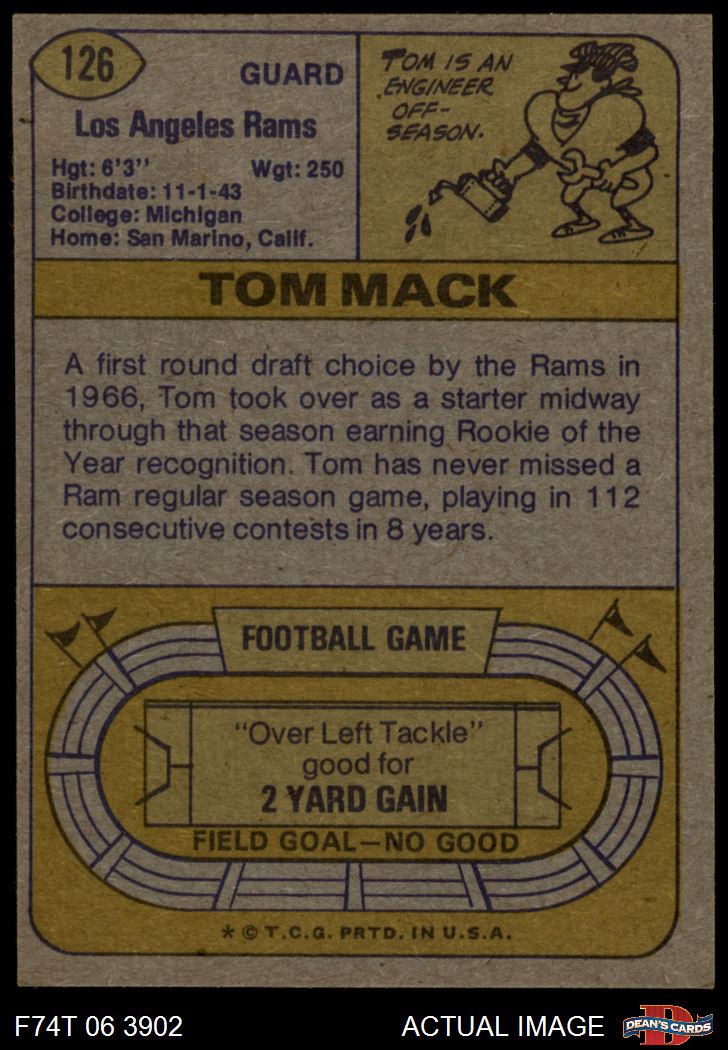 126
GUARD
Los Angeles Rams
Hgt: 6'3" Wgt: 250
Birthdate: 11-1-43
College: Michigan
Home: San Marino, Calif.
TOM IS AN
ENGINEER
OFF-
SEASON.
TOM MACK
A first round draft choice by the Rams in
1966, Tom took over as a starter midway
through that season earning Rookie of the
Year recognition. Tom has never missed a
Ram regular season game, playing in 112
consecutive contests in 8 years.
FOOTBALL GAME
"Over Left Tackle"
good for
2 YARD GAIN
FIELD GOAL—NO GOOD
* © T.C.G. PRTD. IN U.S.A.
F74T 06 3902 ACTUAL IMAGE
D
DEAN'S CARDS